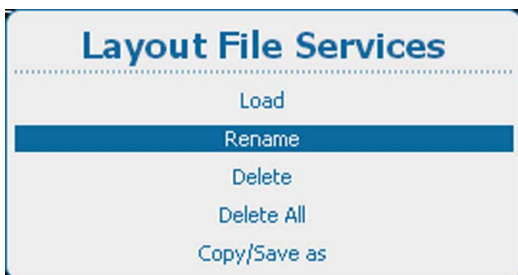 Layout File Services
Load
Rename
Delete
Delete All
Copy/Save as